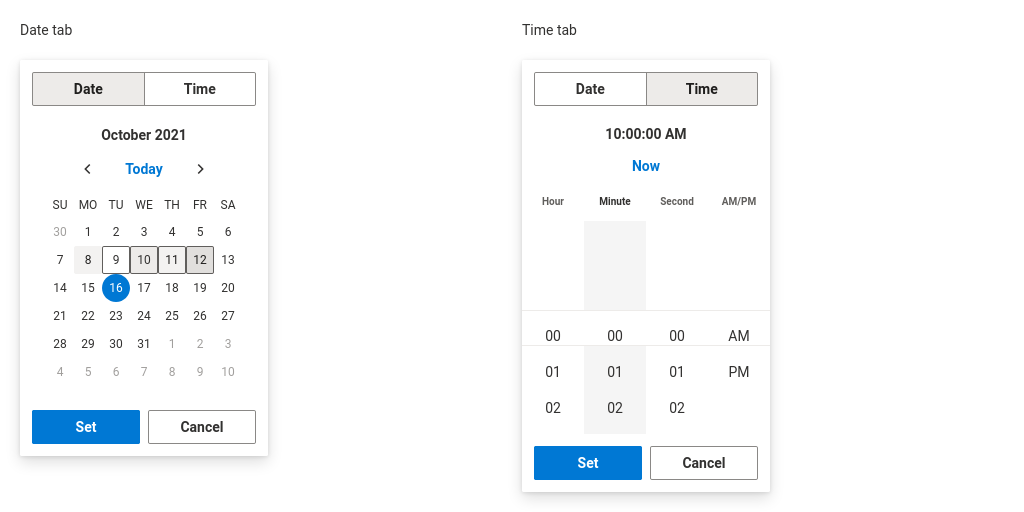 Date tab
Date Time
October 2021
Today
SU MO TU WE TH FR SA
30 1 2 3 4 5 6
7 8 9 10 11 12 13
14 15 16 17 18 19 20
21 22 23 24 25 26 27
28 29 30 31 1 2 3
4 5 6 7 8 9 10
Set Cancel
Time tab
Date Time
10:00:00 AM
Now
Hour Minute Second AM/PM
00 00 00 AM
01 01 01 PM
02 02 02
Set Cancel